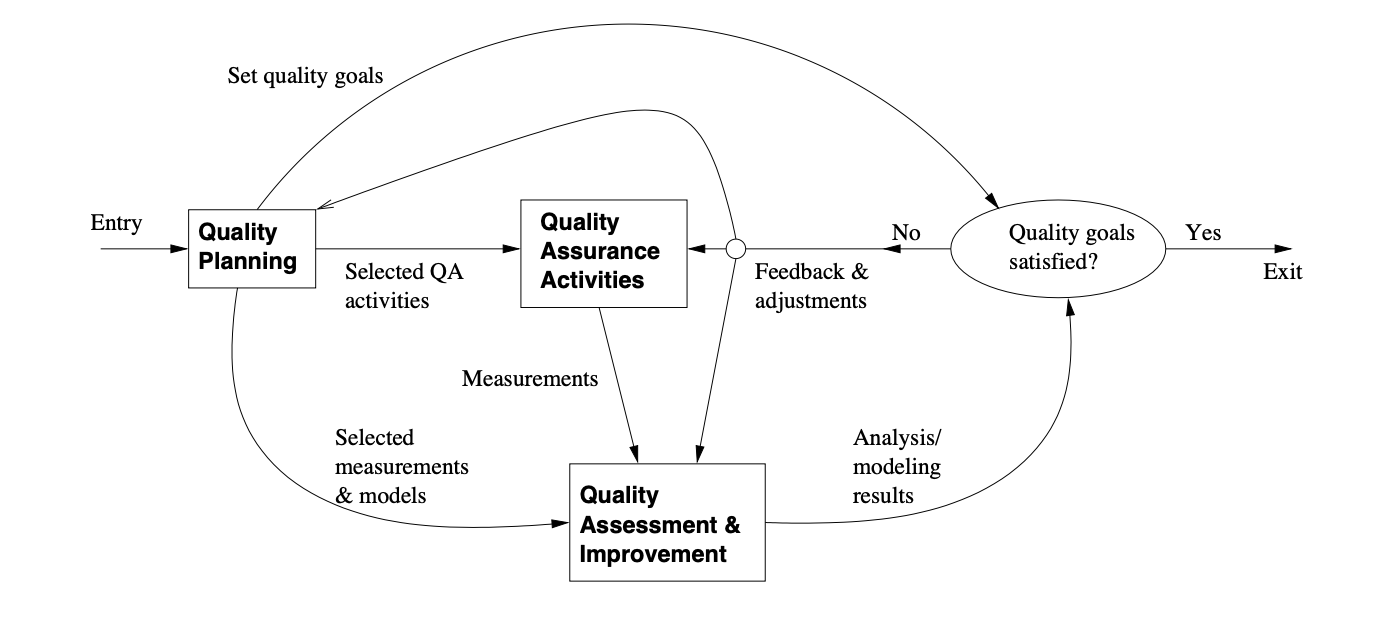 Set quality goals
Entry
Quality
Planning
Selected QA
activities
Quality
Assurance
Activities
No
Feedback &
adjustments
Quality goals
satisfied?
Yes
Exit
Measurements
Selected
measurements
& models
Analysis/
modeling
results
Quality
Assessment &
Improvement